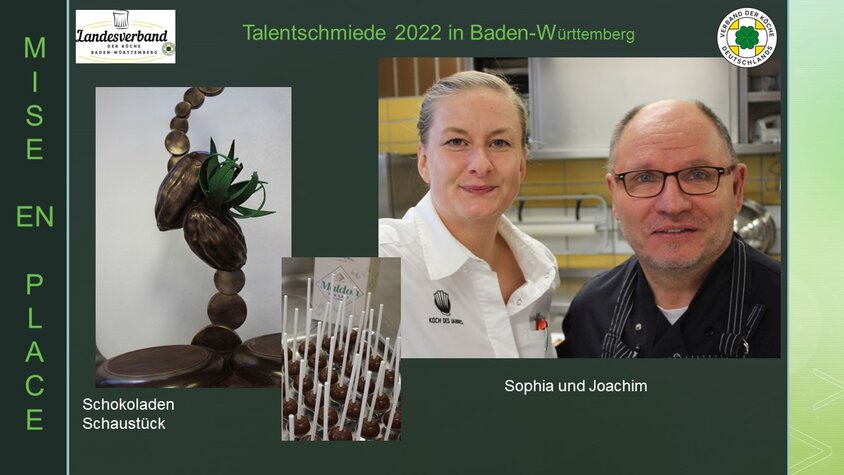 MISE EN PLACE
Landesverband
DER KÖCHE
BADEN-WÜRTTEMBERG
Talentschmiede 2022 in Baden-Württemberg
VERBAND DER KÖCHE
DEUTSCHLANDS
KOCH DES JAHRES
Maldon
Sophia und Joachim
Schokoladen
Schaustück